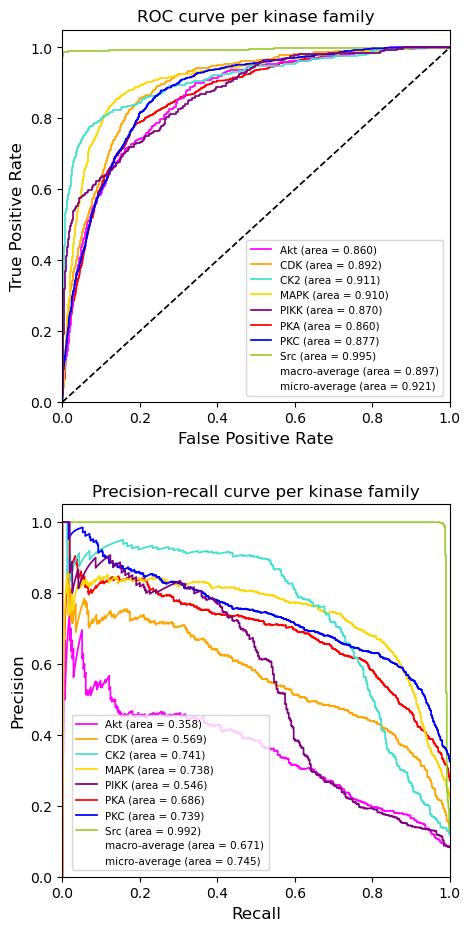 ROC curve per kinase family
True Positive Rate
1.0
0.8
0.6
0.4
0.2
0.0
Akt (area = 0.860)
CDK (area = 0.892)
CK2 (area = 0.911)
MAPK (area = 0.910)
PIKK (area = 0.870)
PKA (area = 0.860)
PKC (area = 0.877)
Src (area = 0.995)
macro-average (area = 0.897)
micro-average (area = 0.921)
0.0 0.2 0.4 0.6 0.8 1.0
False Positive Rate
Precision-recall curve per kinase family
Precision
1.0
0.8
0.6
0.4
0.2
0.0
Akt (area = 0.358)
CDK (area = 0.569)
CK2 (area = 0.741)
MAPK (area = 0.738)
PIKK (area = 0.546)
PKA (area = 0.686)
PKC (area = 0.739)
Src (area = 0.992)
macro-average (area = 0.671)
micro-average (area = 0.745)
0.0 0.2 0.4 0.6 0.8 1.0
Recall